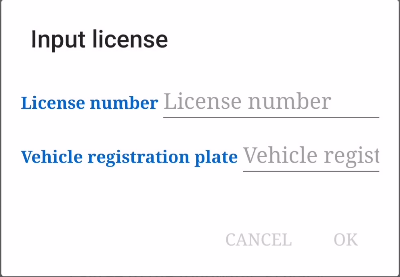 Input license
License number License number
Vehicle registration plate Vehicle regist
CANCEL OK